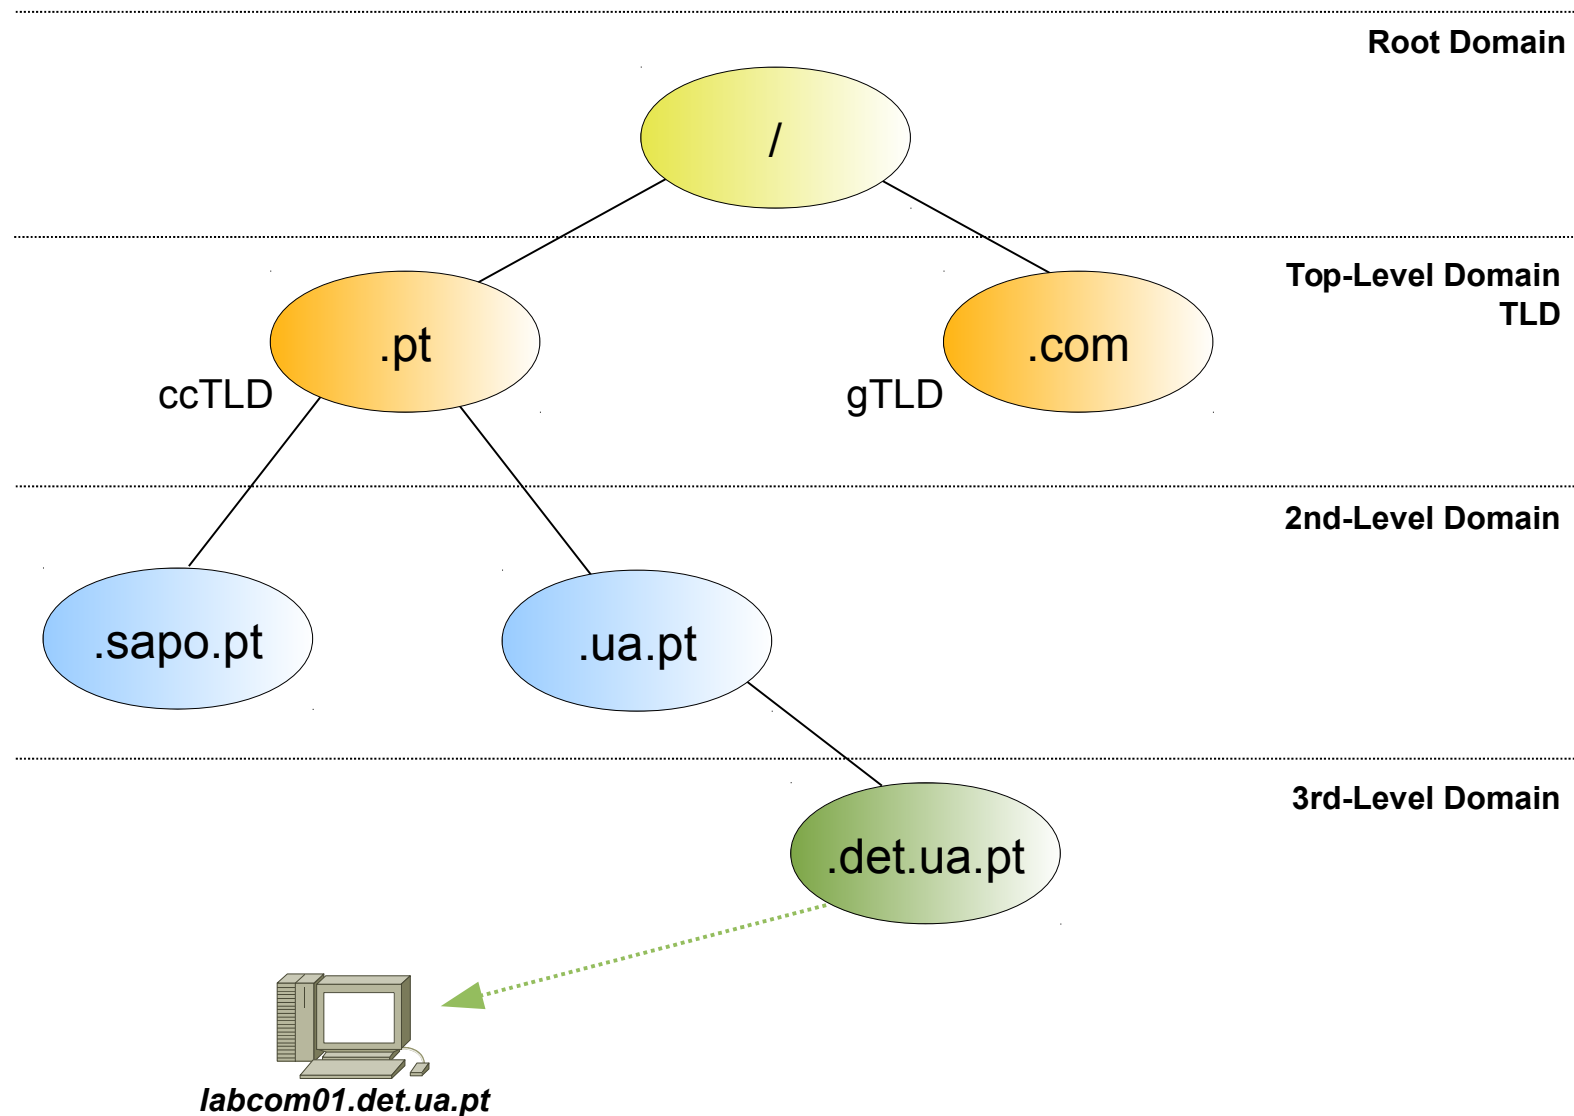 Root Domain
/
Top-Level Domain
TLD
.pt
.com
ccTLD
gTLD
2nd-Level Domain
.sapo.pt
.ua.pt
3rd-Level Domain
.det.ua.pt
labcom01.det.ua.pt